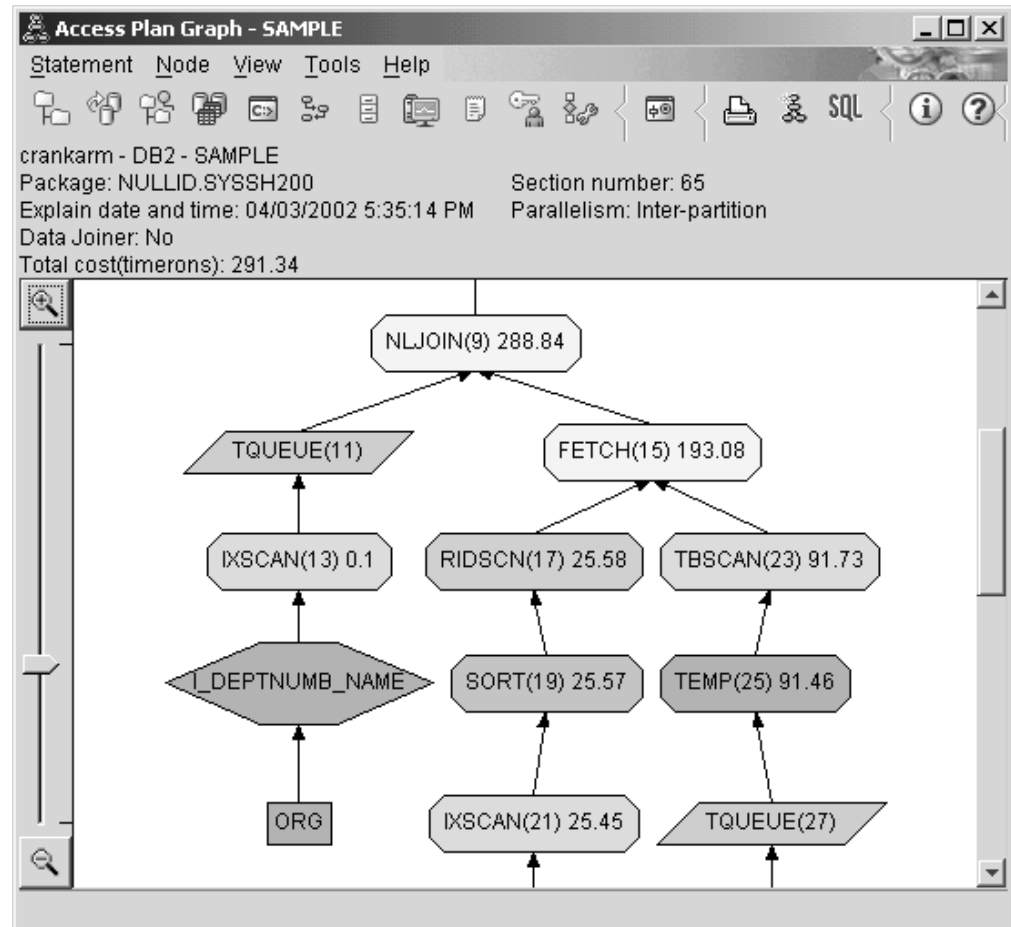 Access Plan Graph - SAMPLE
Statement Node View Tools Help
C:> SQL
crankarm - DB2 - SAMPLE
Package: NULLID.SYSSH200 Section number: 65
Explain date and time: 04/03/2002 5:35:14 PM Parallelism: Inter-partition
Data Joiner: No
Total cost(timerons): 291.34
NLJOIN(9) 288.84
TQUEUE(11) FETCH(15) 193.08
IXSCAN(13) 0.1 RIDSCN(17) 25.58 TBSCAN(23) 91.73
I_DEPTNUMB_NAME SORT(19) 25.57 TEMP(25) 91.46
ORG IXSCAN(21) 25.45 TQUEUE(27)